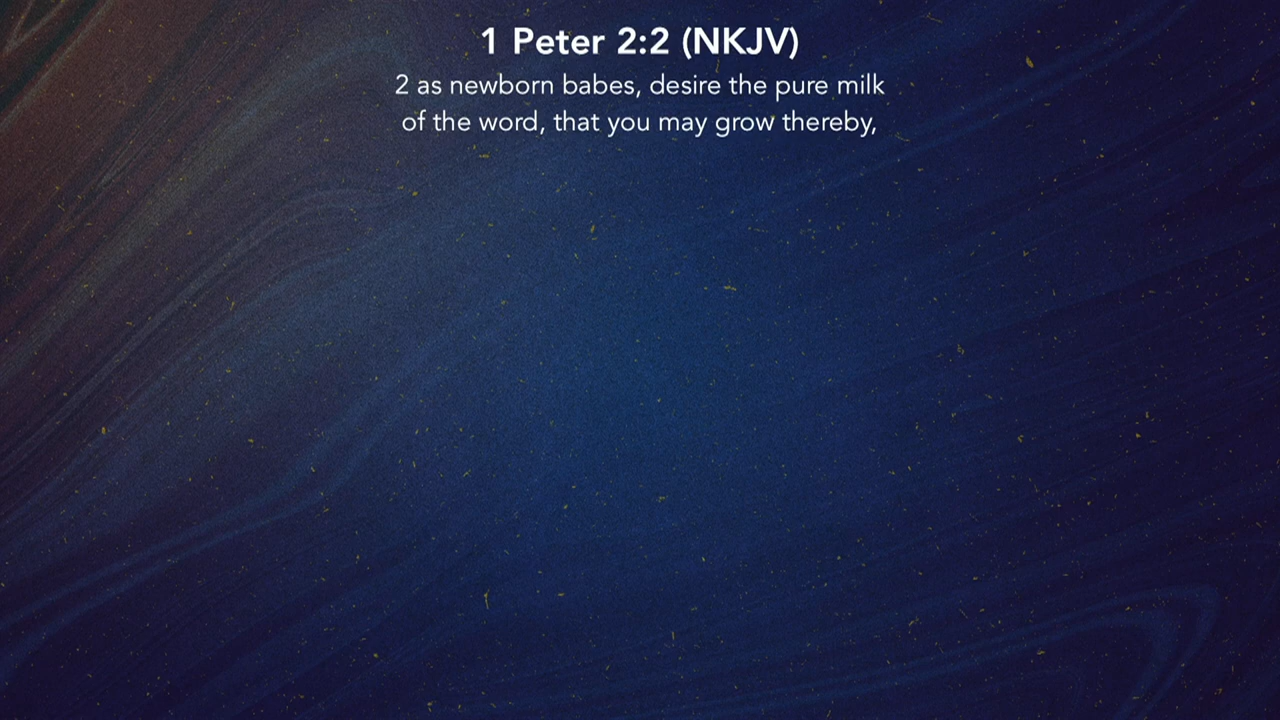 1 Peter 2:2 (NKJV)
2 as newborn babes, desire the pure milk
of the word, that you may grow thereby,